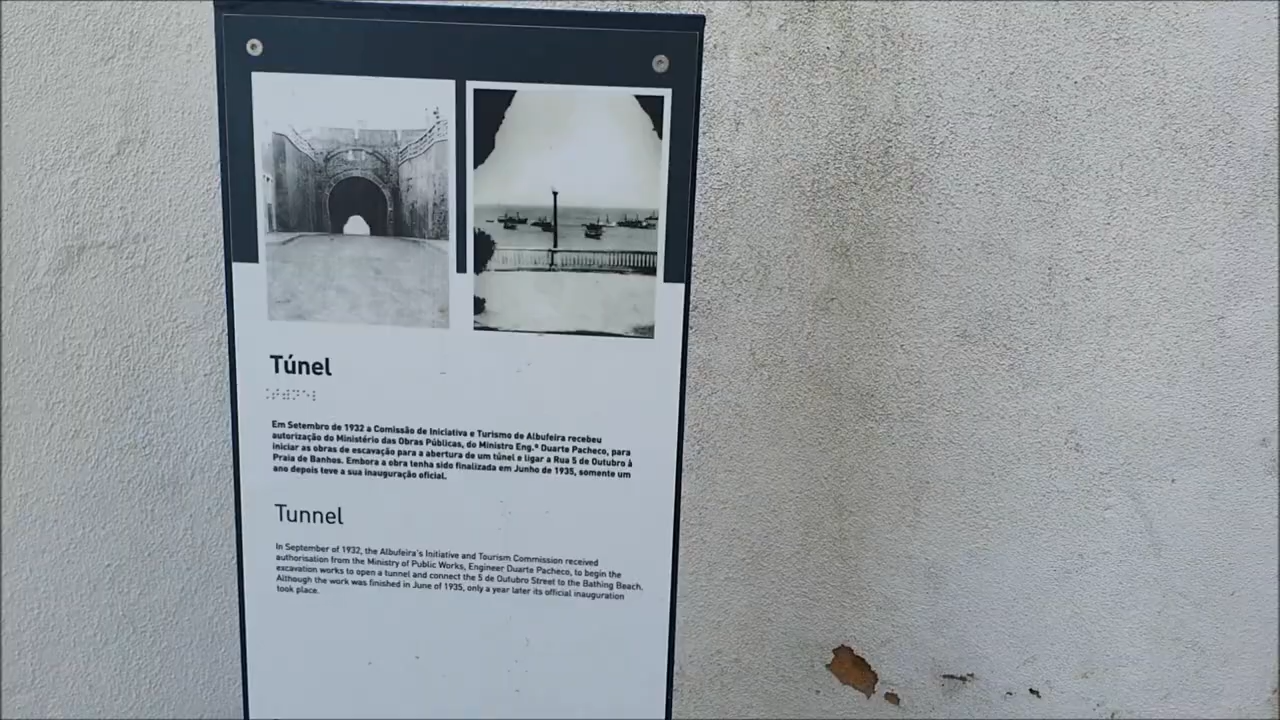 Túnel
Em Setembro de 1932 a Comissão de Iniciativa e Turismo de Albufeira recebeu
autorização do Ministério das Obras Públicas, do Ministro Eng.º Duarte Pacheco, para
iniciar as obras de escavação para a abertura de um túnel e ligar a Rua 5 de Outubro à
Praia de Banhos. Embora a obra tenha sido finalizada em Junho de 1935, somente um
ano depois teve a sua inauguração oficial.
Tunnel
In September of 1932, the Albufeira's Initiative and Tourism Commission received
authorisation from the Ministry of Public Works, Engineer Duarte Pacheco, to begin the
excavation works to open a tunnel and connect the 5 de Outubro Street to the Bathing Beach.
Although the work was finished in June of 1935, only a year later its official inauguration
took place.